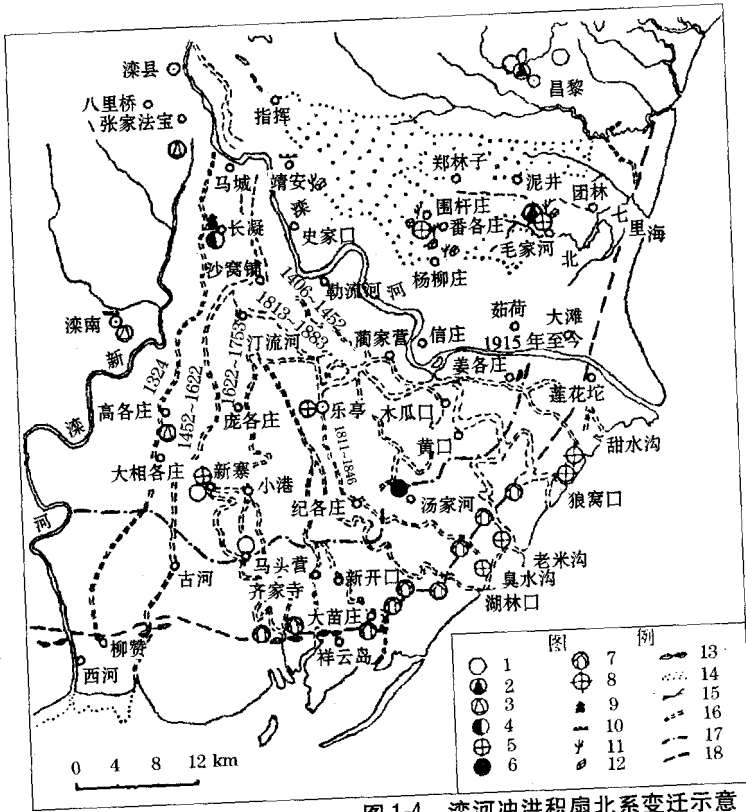 滦县
昌黎
八里桥
张家法宝
指挥
郑林子
泥井
马城
靖安
滦
围杆庄
团林
七里海
长凝
史家口
番各庄
毛家河
北
沙窝铺
杨柳庄
1406~1452
勒流河
河
1813~1883
茹荷
大滩
滦南
蔺家营
信庄
1915年至今
汀流河
新
姜各庄
1324
1452~1622
1622~1753
莲花坨
高各庄
庞各庄
乐亭
木瓜口
滦
1811~1846
黄口
甜水沟
大相各庄
新寨
小港
狼窝口
纪各庄
汤家河
河
老米沟
古河
马头营
新开口
臭水沟
齐家寺
湖林口
大苗庄
柳赞
祥云岛
西河
图 例
1 7 13
2 8 14
3 9 15
4 10 16
5 11 17
6 12 18
0 4 8 12 km
图 1-4 滦河冲洪积扇北系变迁示意